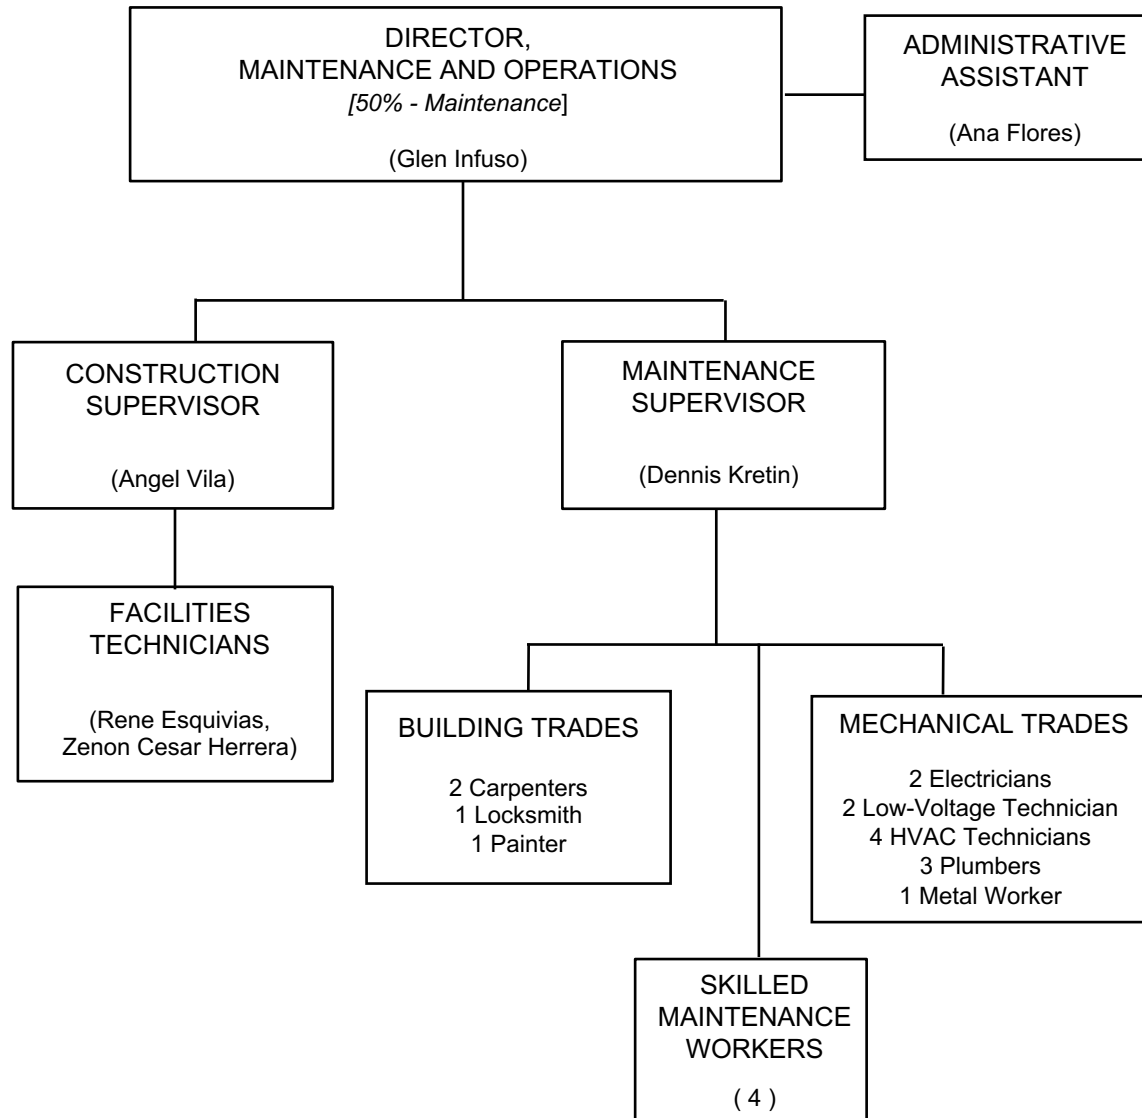 DIRECTOR,
MAINTENANCE AND OPERATIONS
[50% - Maintenance]
(Glen Infuso)
ADMINISTRATIVE
ASSISTANT
(Ana Flores)
CONSTRUCTION
SUPERVISOR
(Angel Vila)
MAINTENANCE
SUPERVISOR
(Dennis Kretin)
FACILITIES
TECHNICIANS
(Rene Esquivias,
Zenon Cesar Herrera)
BUILDING TRADES
2 Carpenters
1 Locksmith
1 Painter
MECHANICAL TRADES
2 Electricians
2 Low-Voltage Technician
4 HVAC Technicians
3 Plumbers
1 Metal Worker
SKILLED
MAINTENANCE
WORKERS
( 4 )